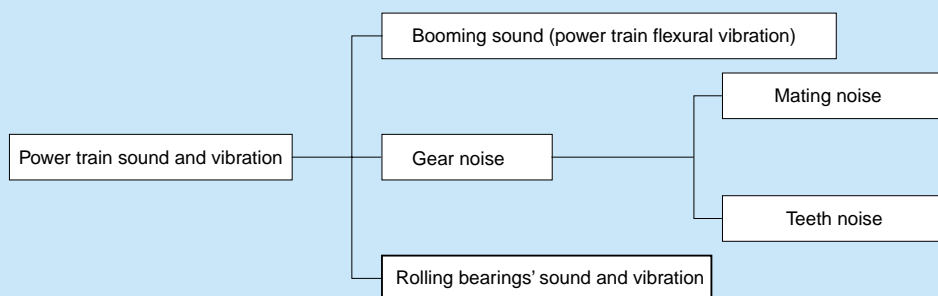 Booming sound (power train flexural vibration)
Mating noise
Power train sound and vibration
Gear noise
Teeth noise
Rolling bearings’ sound and vibration